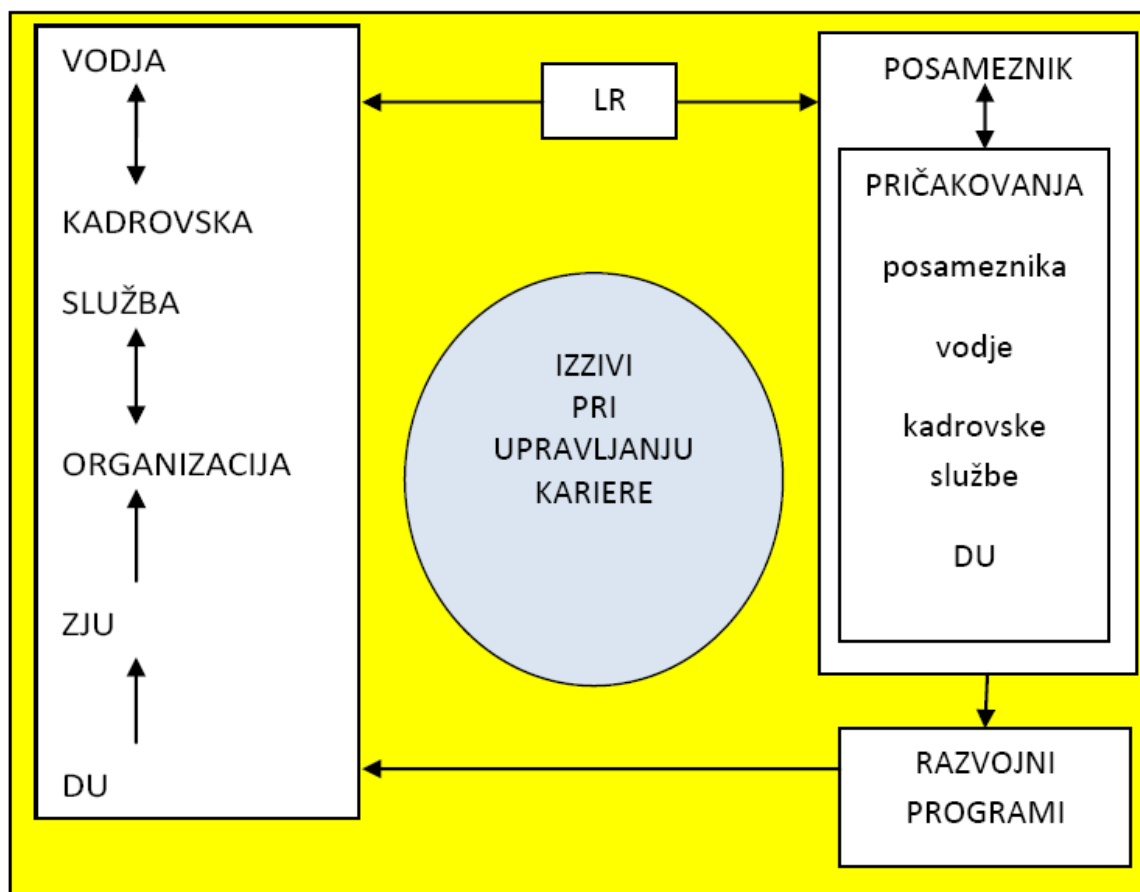 VODJA
KADROVSKA
SLUŽBA
ORGANIZACIJA
ZJU
DU
LR
IZZIVI
PRI
UPRAVLJANJU
KARIERE
POSAMEZNIK
PRIČAKOVANJA
posameznika
vodje
kadrovske
službe
DU
RAZVOJNI
PROGRAMI